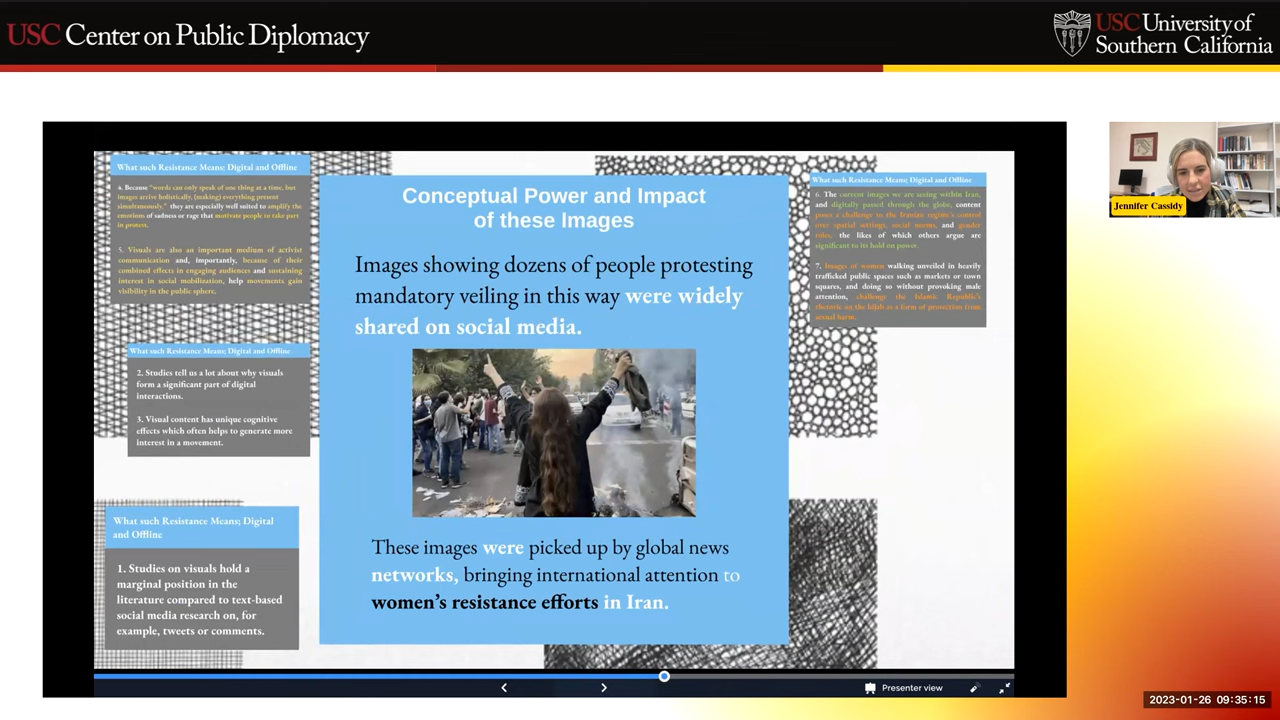 USC Center on Public Diplomacy
USC University of
Southern California
What such Resistance Means: Digital and Offline
4. Because "words can only speak of one thing at a time, but
images arrive holistically, (making) everything present
simultaneously," they are especially well suited to amplify the
emotions of sadness or rage that motivate people to take part
in protest.
5. Visuals are also an important medium of activist
communication and, importantly, because of their
combined effects in engaging audiences and sustaining
interest in social mobilization, help movements gain
visibility in the public sphere.
What such Resistance Means; Digital and Offline
2. Studies tell us a lot about why visuals
form a significant part of digital
interactions.
3. Visual content has unique cognitive
effects which often helps to generate more
interest in a movement.
What such Resistance Means; Digital
and Offline
1. Studies on visuals hold a
marginal position in the
literature compared to text-based
social media research on, for
example, tweets or comments.
Conceptual Power and Impact
of these Images
Images showing dozens of people protesting
mandatory veiling in this way were widely
shared on social media.
These images were picked up by global news
networks, bringing international attention to
women's resistance efforts in Iran.
What such Resistance Means: Digital and Offline
6. The current images we are seeing within Iran,
and digitally passed through the globe, content
poses a challenge to the Iranian regime's control
over spatial settings, social norms, and gender
roles, the likes of which others argue are
significant to its hold on power.
7. Images of women walking unveiled in heavily
trafficked public spaces such as markets or town
squares, and doing so without provoking male
attention, challenge the Islamic Republic's
rhetoric on the hijab as a form of protection from
sexual harm.
Presenter view
Jennifer Cassidy
2023-01-26 09:35:15